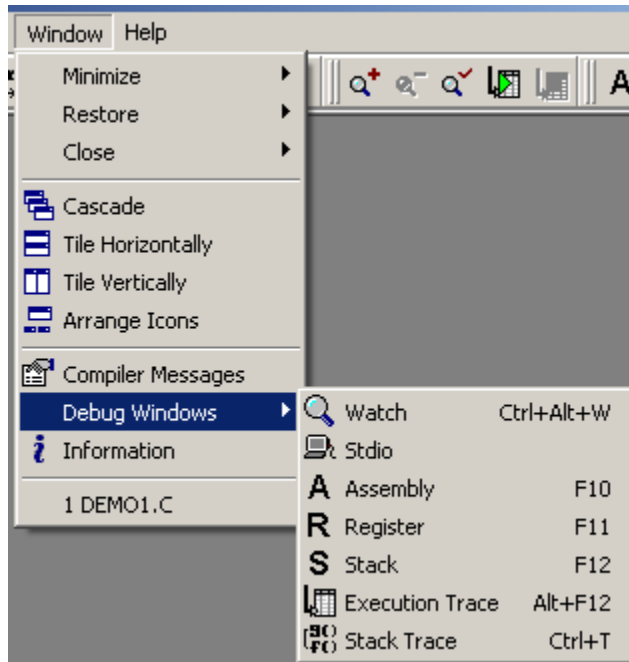 Window Help
Minimize
Restore
Close
Cascade
Tile Horizontally
Tile Vertically
Arrange Icons
Compiler Messages
Debug Windows
Information
1 DEMO1.C
Watch Ctrl+Alt+W
Stdio
A Assembly F10
R Register F11
S Stack F12
Execution Trace Alt+F12
Stack Trace Ctrl+T
A